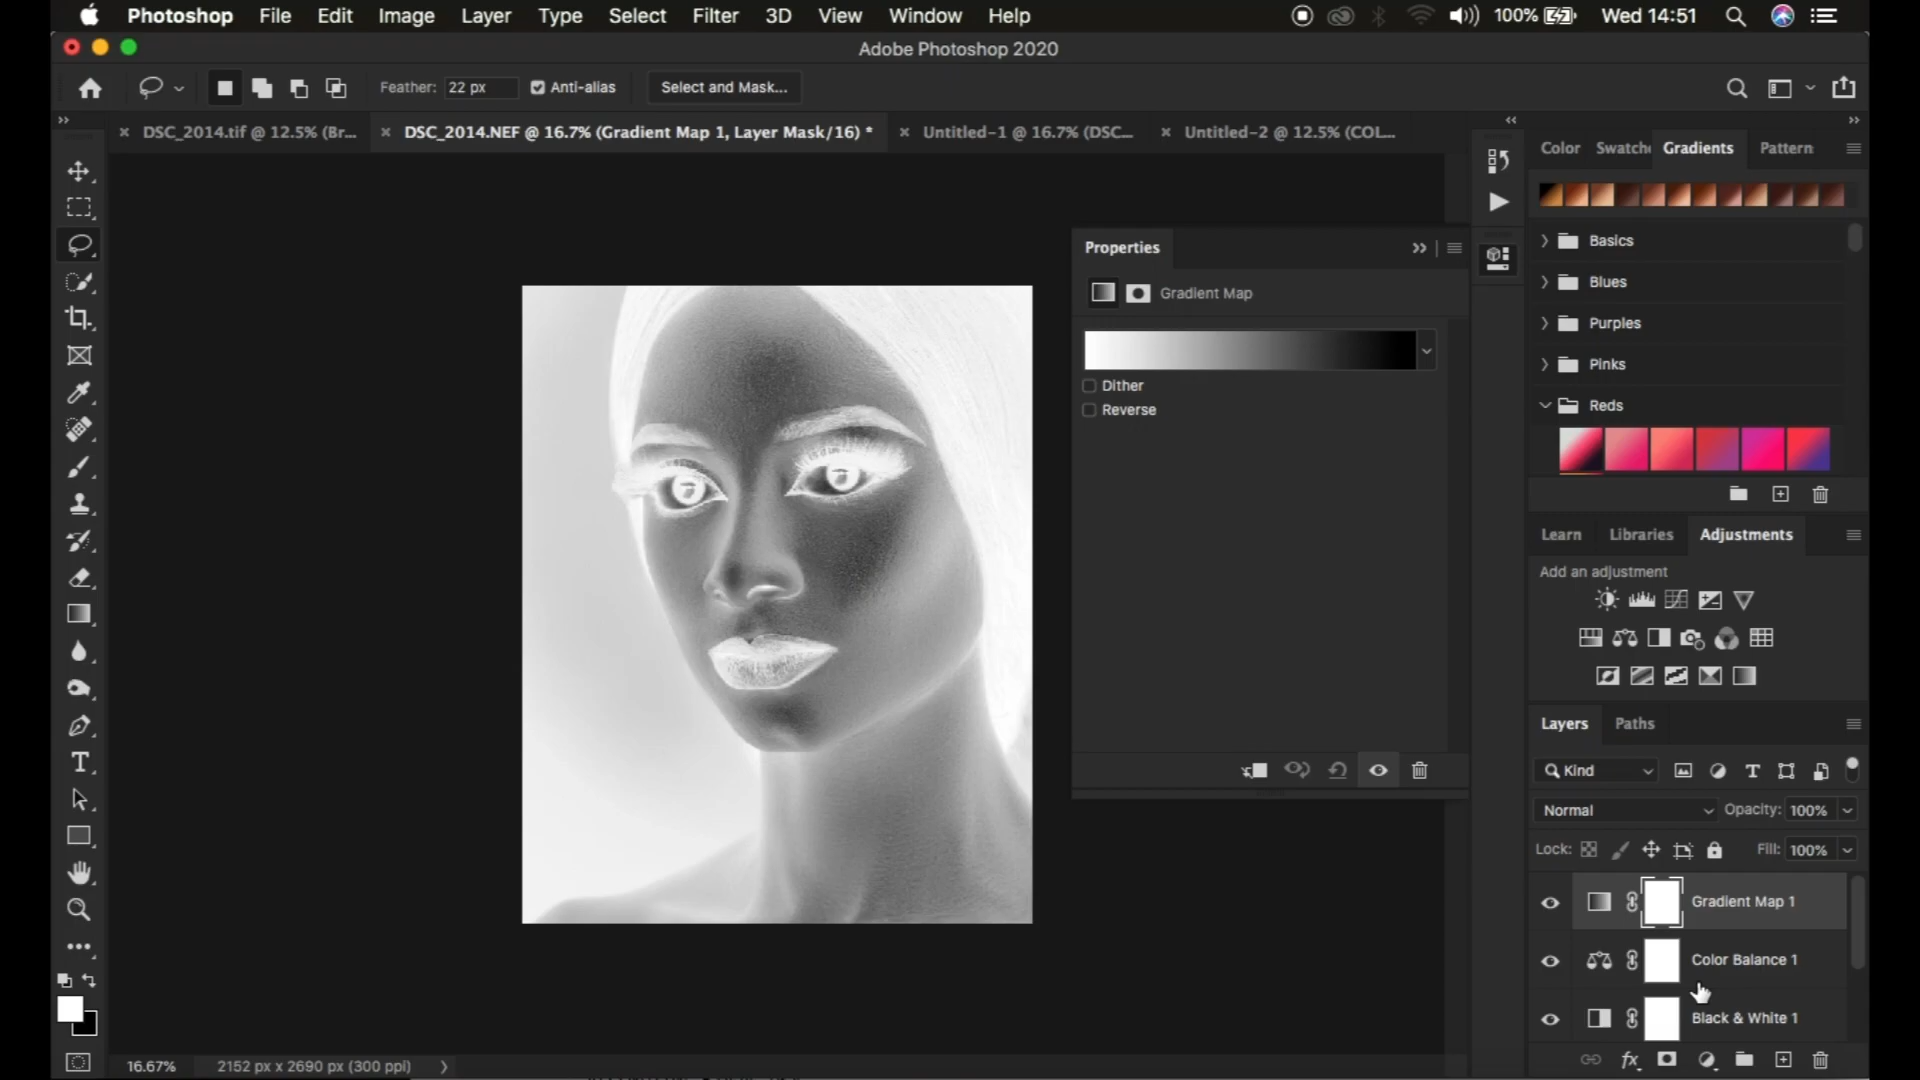 Photoshop File Edit Image Layer Type Select Filter 3D View Window Help 100% Wed 14:51
Adobe Photoshop 2020
Feather: 22 px Anti-alias Select and Mask...
DSC_2014.tif @ 12.5% (Br... DSC_2014.NEF @ 16.7% (Gradient Map 1, Layer Mask/16) * Untitled-1 @ 16.7% (DSC... Untitled-2 @ 12.5% (COL...
Color Swatche Gradients Pattern
Basics
Blues
Purples
Pinks
Reds
Properties
Gradient Map
Dither
Reverse
Learn Libraries Adjustments
Add an adjustment
Layers Paths
Kind
Normal Opacity: 100%
Lock: Fill: 100%
Gradient Map 1
Color Balance 1
Black & White 1
16.67% 2152 px x 2690 px (300 ppi)